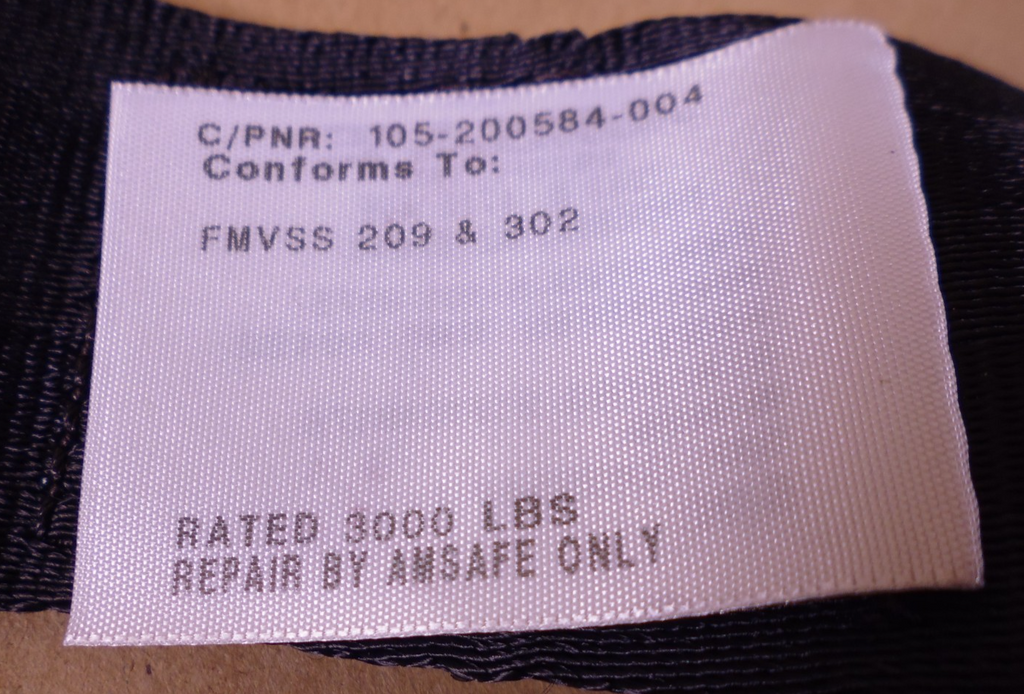 C/PNR: 105-200584-004
Conforms To:
FMVSS 209 & 302
RATED 3000 LBS
REPAIR BY AMSAFE ONLY